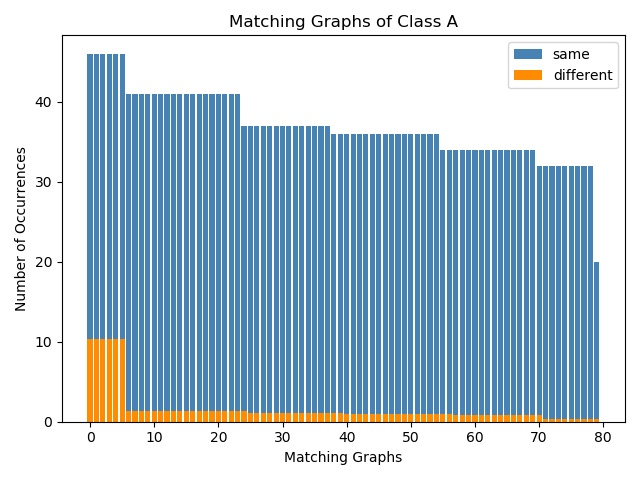 Matching Graphs of Class A
same
different
Number of Occurrences
40
30
20
10
0
0 10 20 30 40 50 60 70 80
Matching Graphs